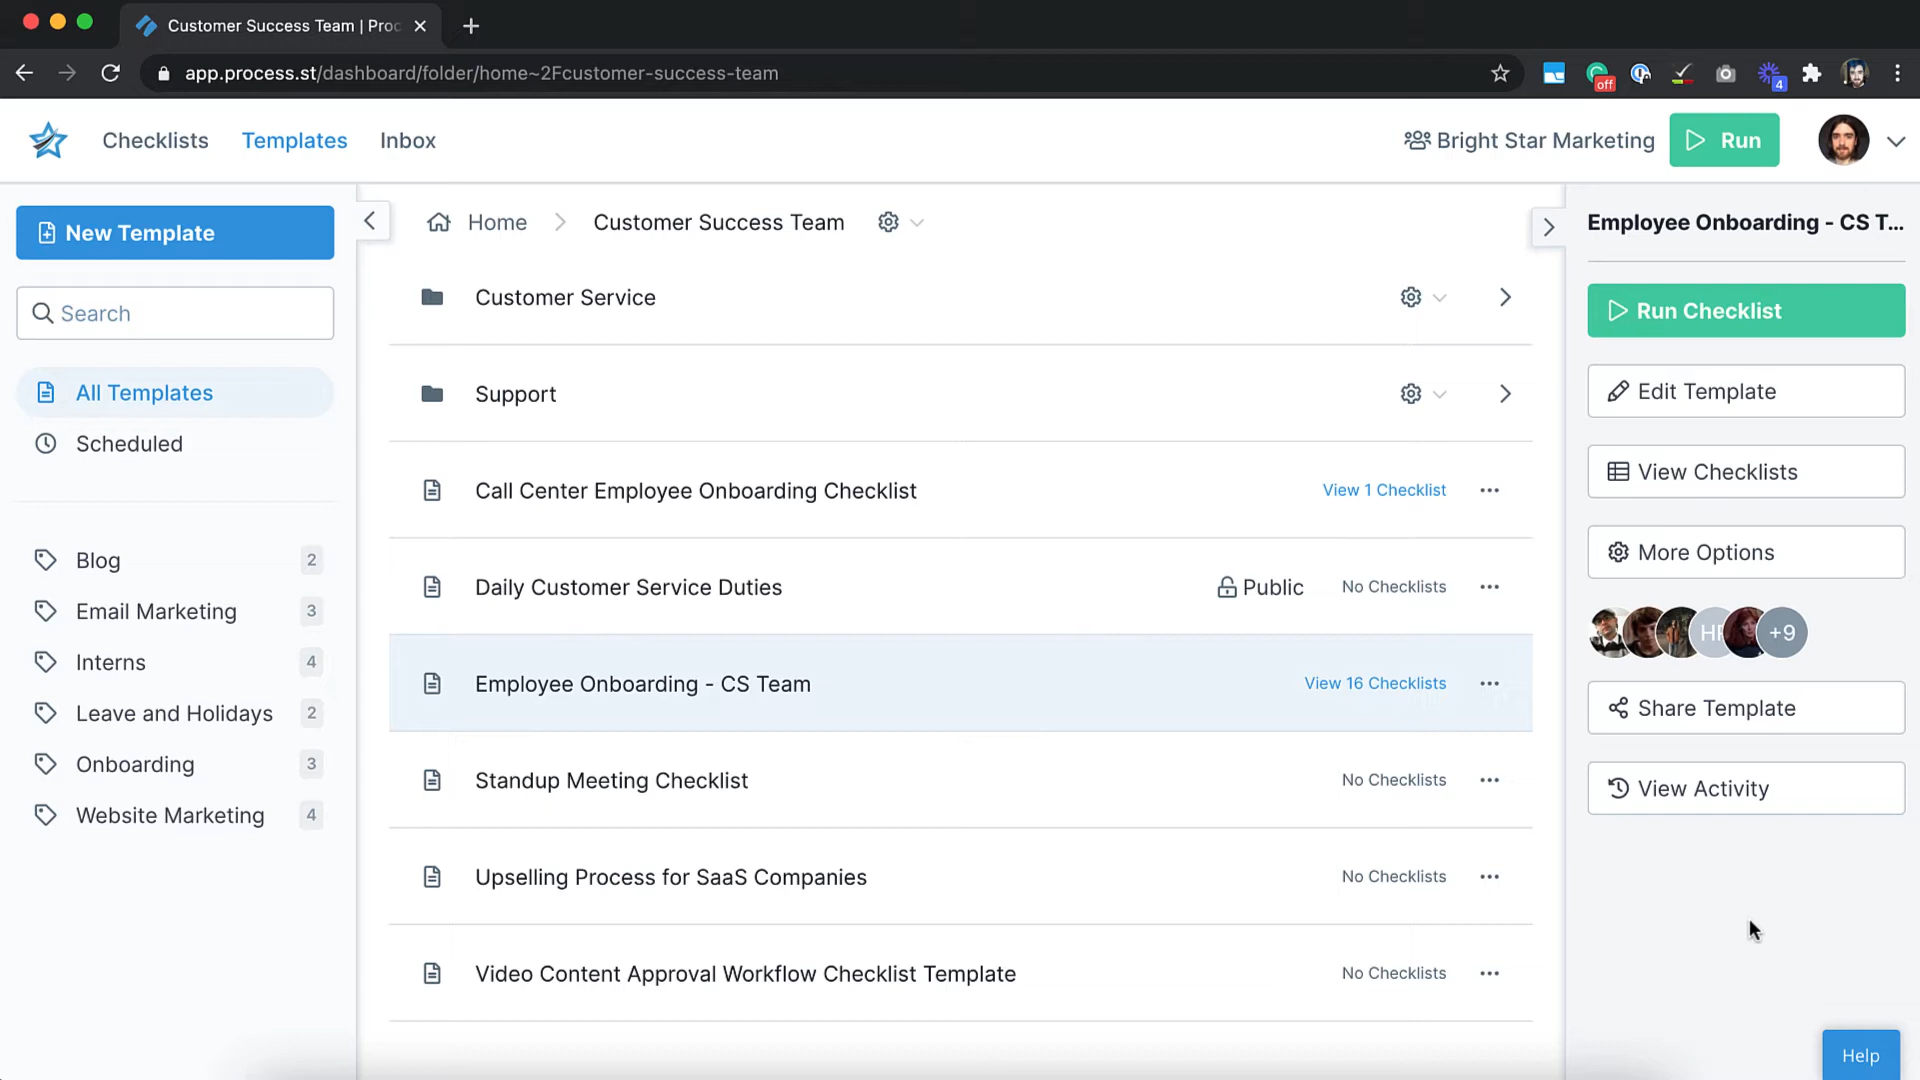 Customer Success Team | Proc
app.process.st/dashboard/folder/home~2Fcustomer-success-team
off
4
Checklists
Templates
Inbox
Bright Star Marketing
Run
New Template
Search
All Templates
Scheduled
Blog 2
Email Marketing 3
Interns 4
Leave and Holidays 2
Onboarding 3
Website Marketing 4
Home
Customer Success Team
Customer Service
Support
Call Center Employee Onboarding Checklist View 1 Checklist
Daily Customer Service Duties Public No Checklists
Employee Onboarding - CS Team View 16 Checklists
Standup Meeting Checklist No Checklists
Upselling Process for SaaS Companies No Checklists
Video Content Approval Workflow Checklist Template No Checklists
Employee Onboarding - CS T...
Run Checklist
Edit Template
View Checklists
More Options
+9
Share Template
View Activity
Help